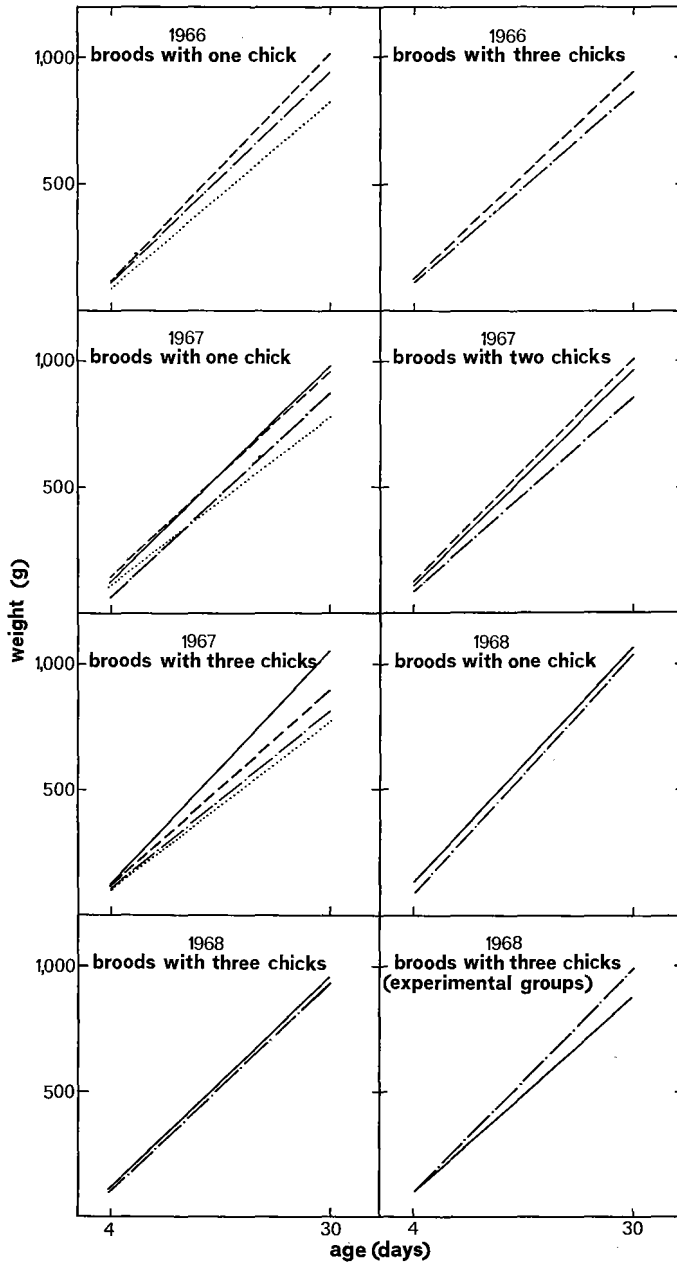 1966
broods with one chick
1,000
500
1966
broods with three chicks
1967
broods with one chick
1,000
500
1967
broods with two chicks
weight (g)
1967
broods with three chicks
1,000
500
1968
broods with one chick
1968
broods with three chicks
1,000
500
1968
broods with three chicks
(experimental groups)
4
30
4
30
age (days)